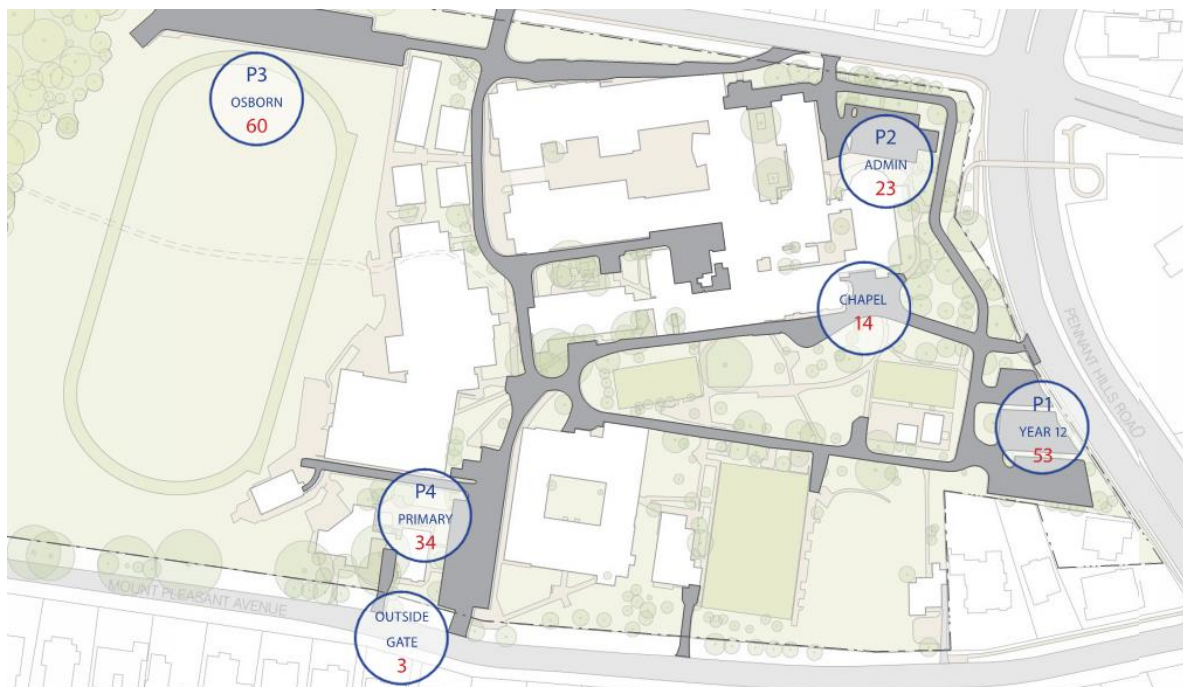 P3
OSBORN
60
P2
ADMIN
23
CHAPEL
14
PENNANT HILLS ROAD
P1
YEAR 12
53
P4
PRIMARY
34
MOUNT PLEASANT AVENUE
OUTSIDE
GATE
3